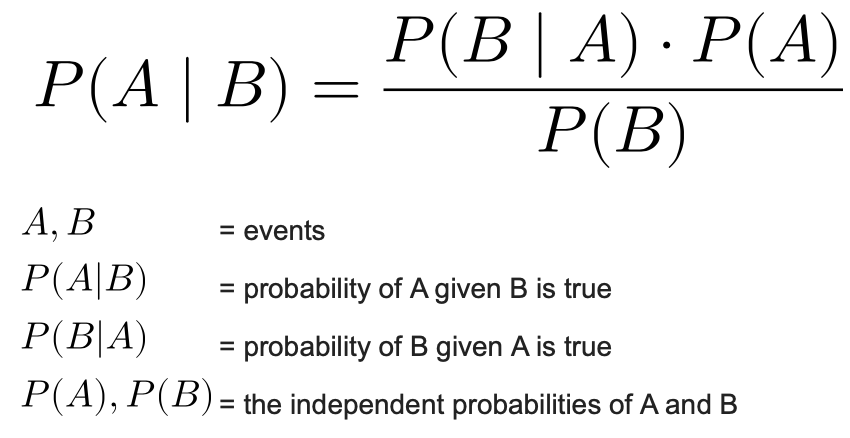 P(A | B) = P(B | A) · P(A) / P(B)
A, B = events
P(A|B) = probability of A given B is true
P(B|A) = probability of B given A is true
P(A), P(B) = the independent probabilities of A and B